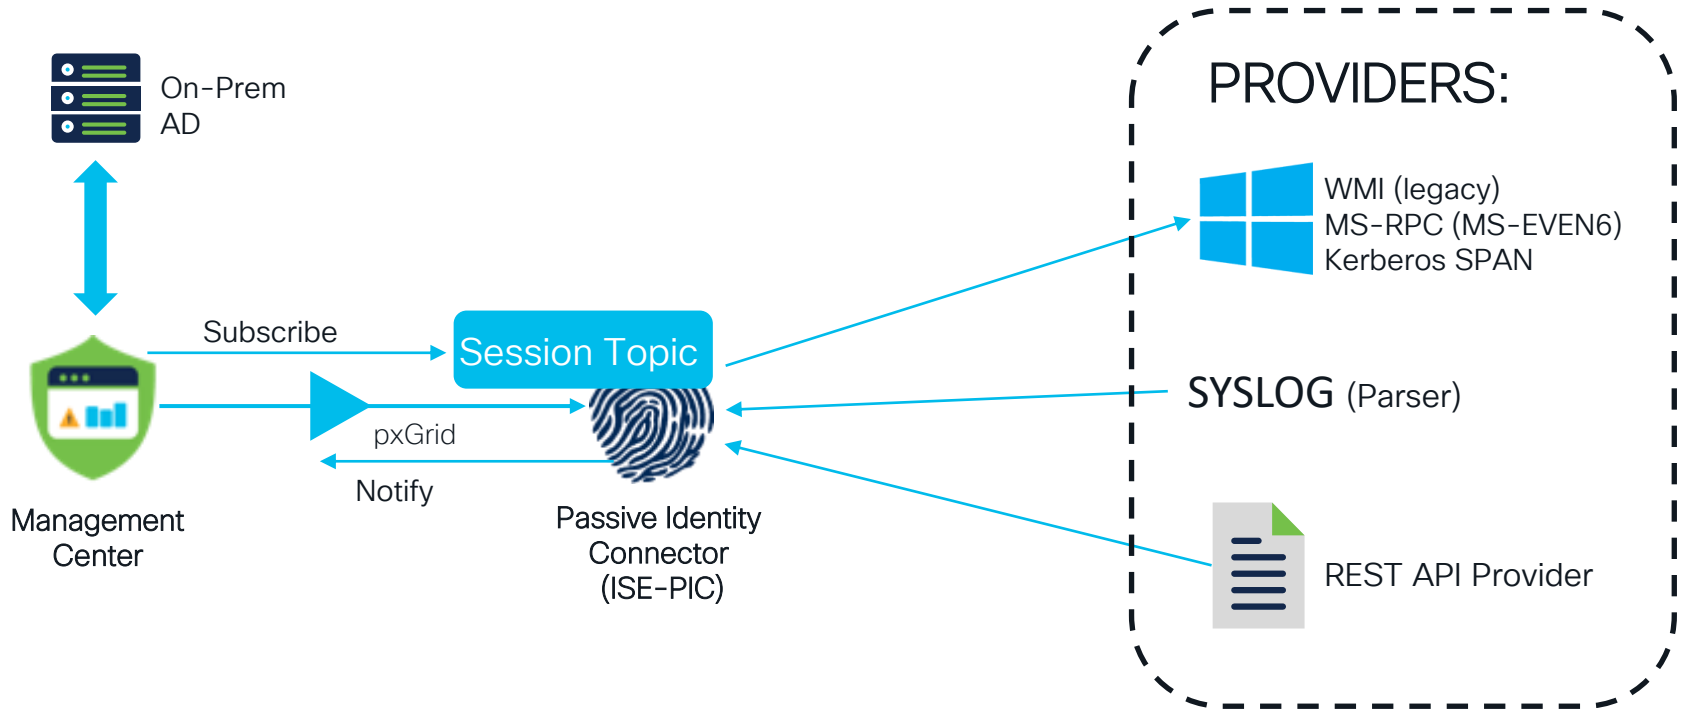 On-Prem
AD
PROVIDERS:
WMI (legacy)
MS-RPC (MS-EVEN6)
Kerberos SPAN
Subscribe
Session Topic
SYSLOG (Parser)
pxGrid
Notify
Management
Center
Passive Identity
Connector
(ISE-PIC)
REST API Provider